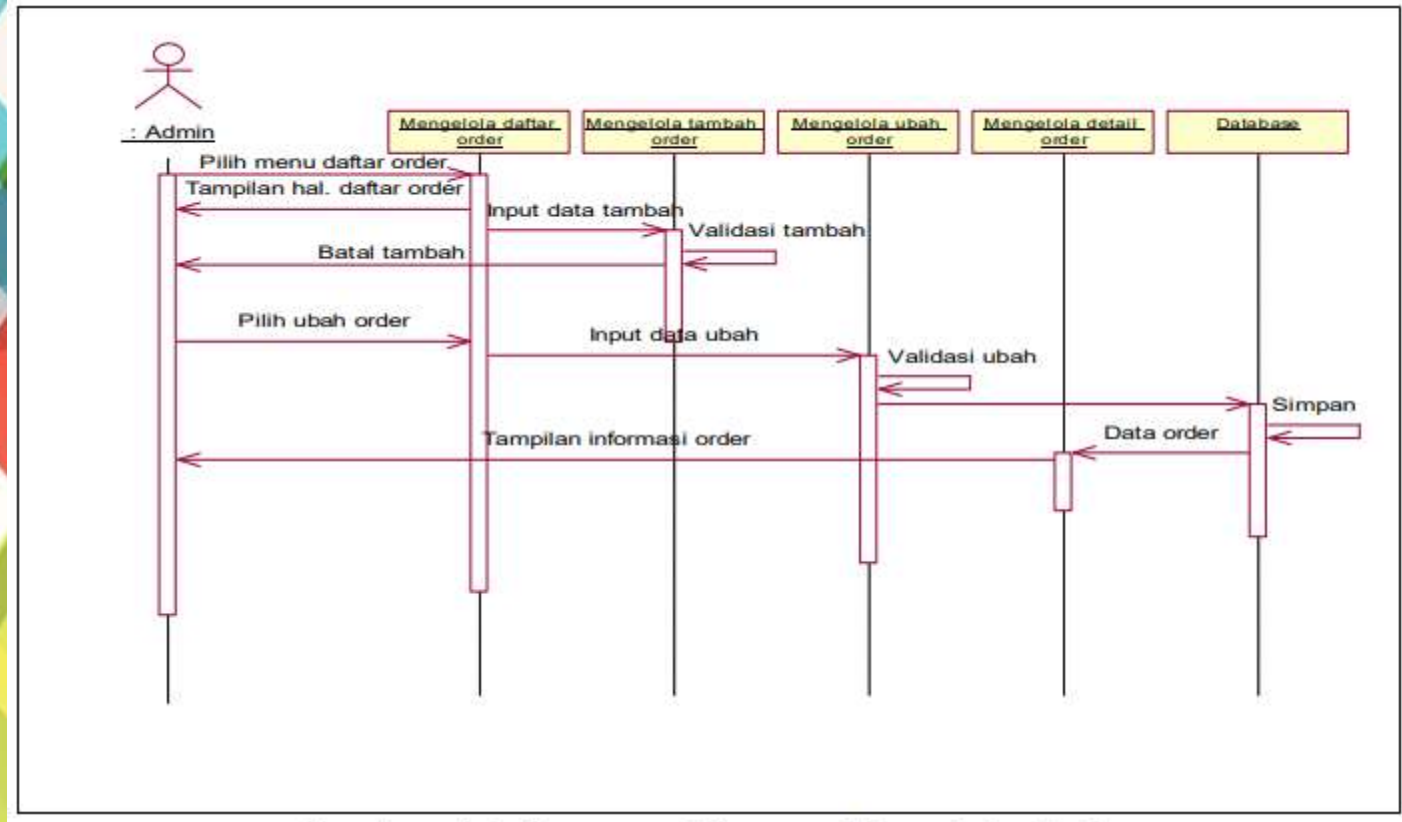 : Admin
Mengelola daftar
order
Mengelola tambah
order
Mengelola ubah
order
Mengelola detail
order
Database
Pilih menu daftar order
Tampilan hal. daftar order
Input data tambah
Validasi tambah
Batal tambah
Pilih ubah order
Input data ubah
Validasi ubah
Simpan
Data order
Tampilan informasi order